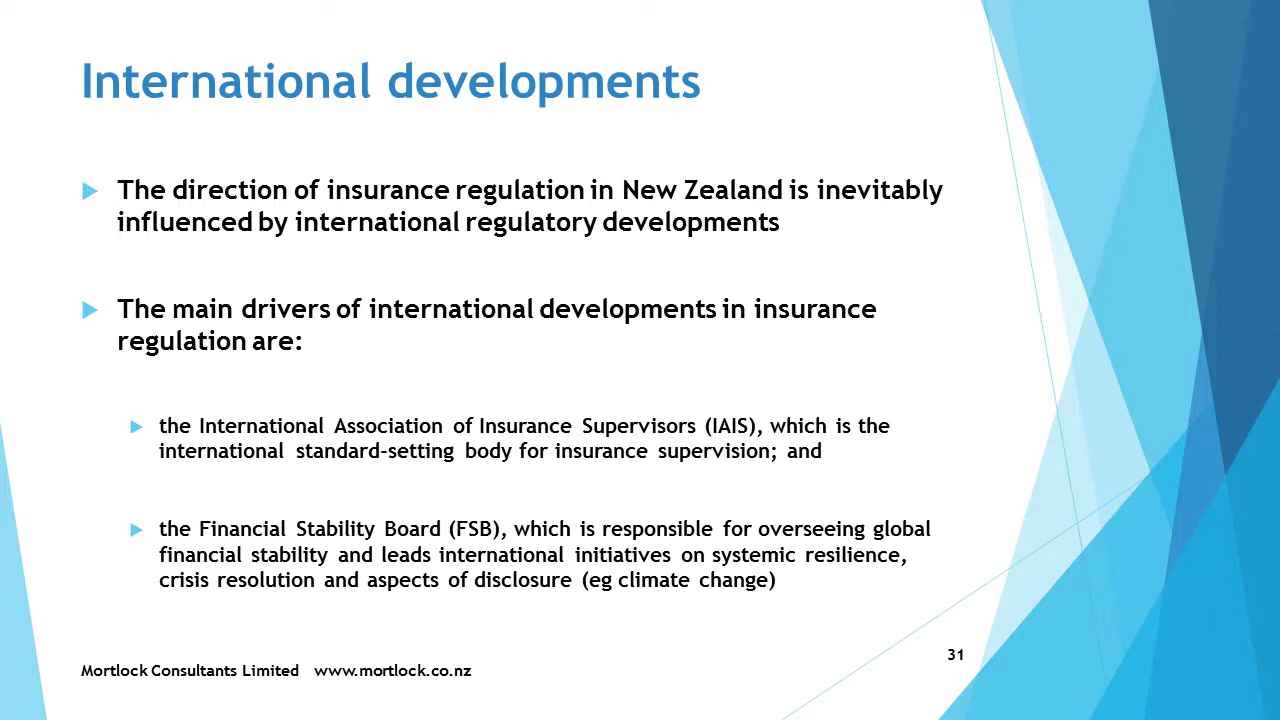 International developments
The direction of insurance regulation in New Zealand is inevitably
influenced by international regulatory developments
The main drivers of international developments in insurance
regulation are:
the International Association of Insurance Supervisors (IAIS), which is the
international standard-setting body for insurance supervision; and
the Financial Stability Board (FSB), which is responsible for overseeing global
financial stability and leads international initiatives on systemic resilience,
crisis resolution and aspects of disclosure (eg climate change)
31
Mortlock Consultants Limited www.mortlock.co.nz